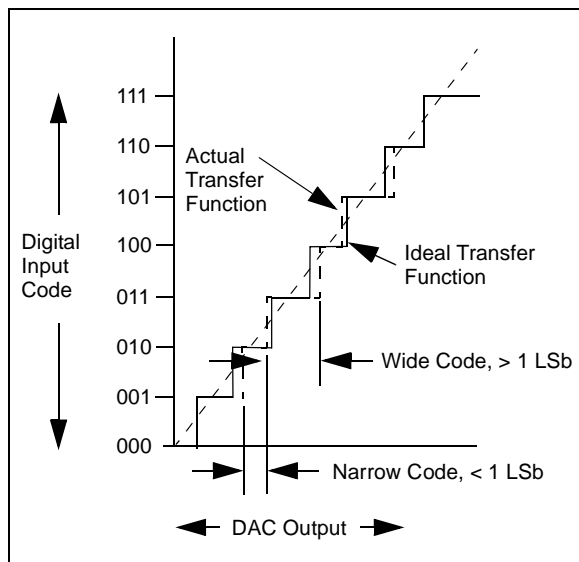 111
110
101
100
011
010
001
000
Digital
Input
Code
Actual
Transfer
Function
Ideal Transfer
Function
Wide Code, > 1 LSb
Narrow Code, < 1 LSb
DAC Output